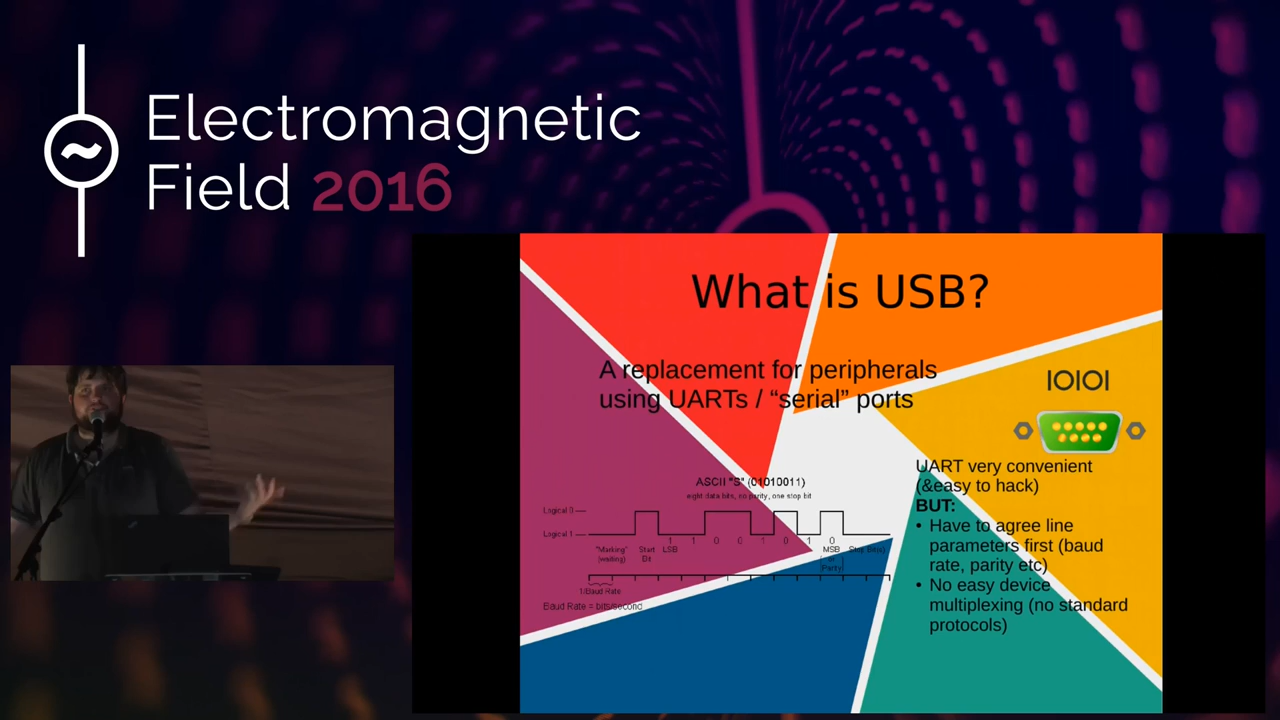 Electromagnetic
Field 2016
What is USB?
A replacement for peripherals
using UARTs / “serial” ports
IOIOI
UART very convenient
(&easy to hack)
BUT:
• Have to agree line
parameters first (baud
rate, parity etc)
• No easy device
multiplexing (no standard
protocols)
ASCII "S" (01010011)
eight data bits, no parity, one stop bit
Logical 0
Logical 1
1 1 0 0 1 0 1 0
"Marking" Start LSB MSB Stop Bit(s)
(waiting) Bit
(Parity)
1/Baud Rate
Baud Rate = bits/second